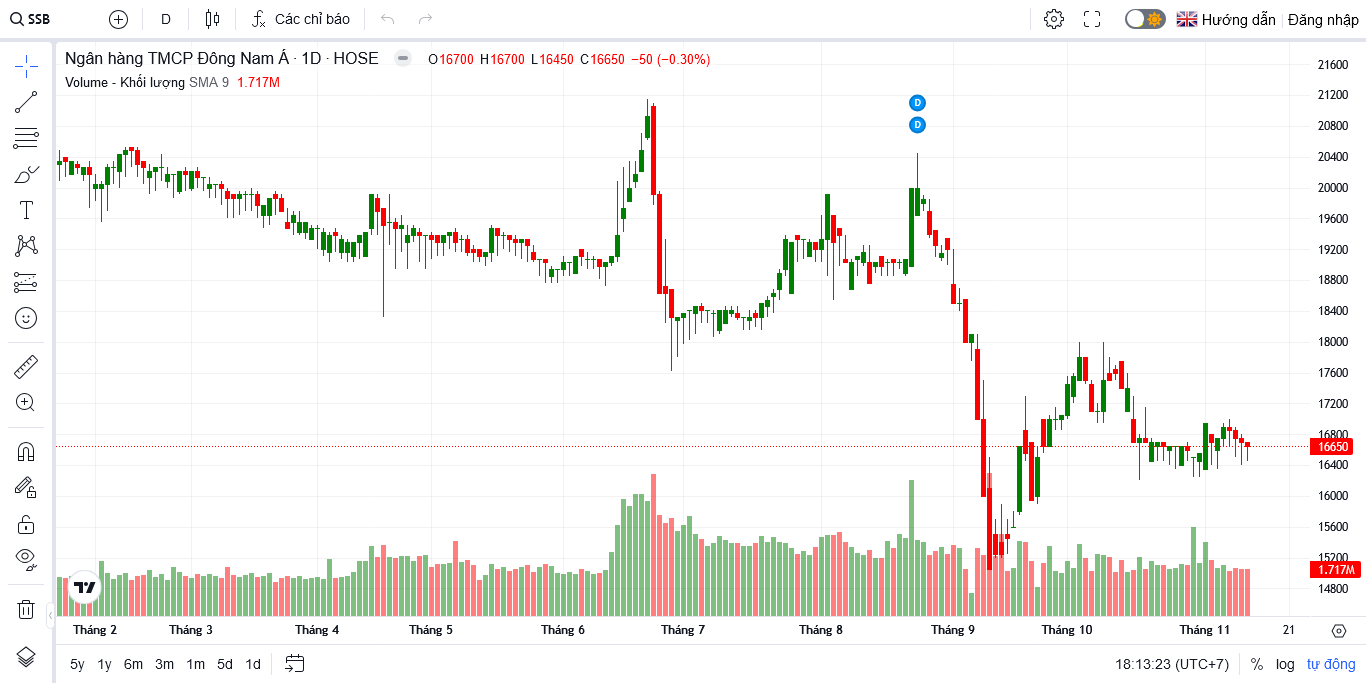 SSB D Các chỉ báo Hướng dẫn Đăng nhập
Ngân hàng TMCP Đông Nam Á · 1D · HOSE O16700 H16700 L16450 C16650 −50 (−0.30%)
Volume - Khối lượng SMA 9 1.717M
D
D
21600
21200
20800
20400
20000
19600
19200
18800
18400
18000
17600
17200
16800
16650
16400
16000
15600
15200
1.717M
14800
Tháng 2 Tháng 3 Tháng 4 Tháng 5 Tháng 6 Tháng 7 Tháng 8 Tháng 9 Tháng 10 Tháng 11 21
5y 1y 6m 3m 1m 5d 1d 18:13:23 (UTC+7) % log tự động